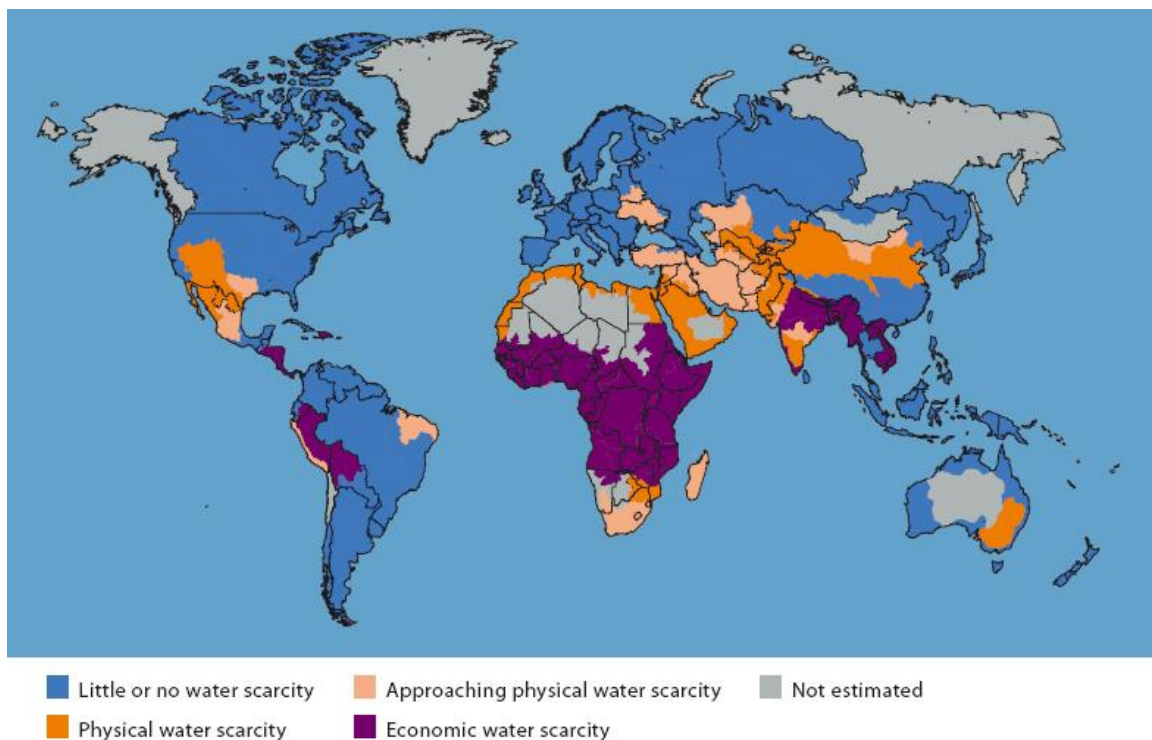 Little or no water scarcity
Approaching physical water scarcity
Not estimated
Physical water scarcity
Economic water scarcity